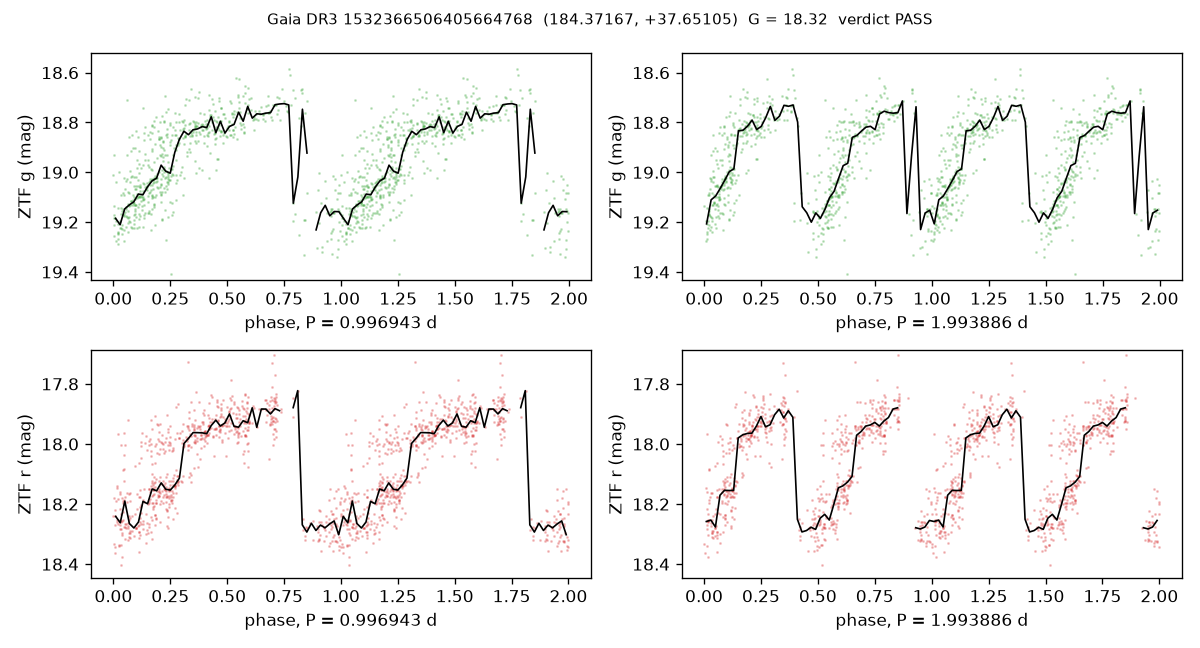 Gaia DR3 1532366506405664768 (184.37167, +37.65105) G = 18.32 verdict PASS
ZTF g (mag)
18.6
18.8
19.0
19.2
19.4
0.00 0.25 0.50 0.75 1.00 1.25 1.50 1.75 2.00
phase, P = 0.996943 d
ZTF g (mag)
18.6
18.8
19.0
19.2
19.4
0.00 0.25 0.50 0.75 1.00 1.25 1.50 1.75 2.00
phase, P = 1.993886 d
ZTF r (mag)
17.8
18.0
18.2
18.4
0.00 0.25 0.50 0.75 1.00 1.25 1.50 1.75 2.00
phase, P = 0.996943 d
ZTF r (mag)
17.8
18.0
18.2
18.4
0.00 0.25 0.50 0.75 1.00 1.25 1.50 1.75 2.00
phase, P = 1.993886 d